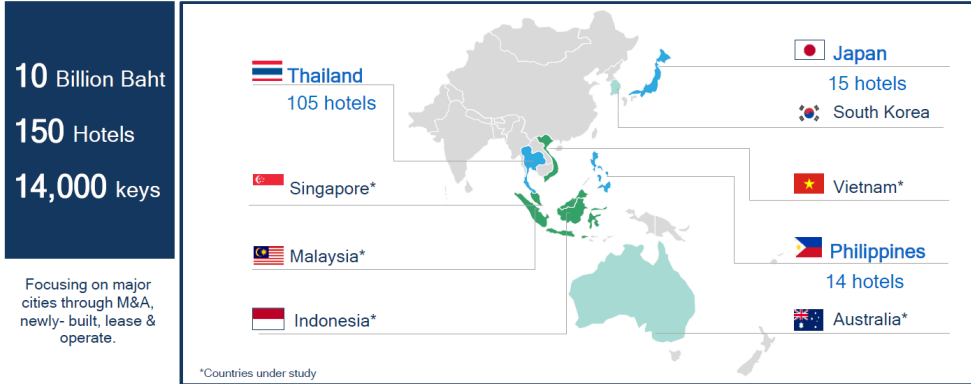 10 Billion Baht
150 Hotels
14,000 keys
Focusing on major
cities through M&A,
newly- built, lease &
operate.
Thailand
105 hotels
Singapore*
Malaysia*
Indonesia*
Japan
15 hotels
South Korea
Vietnam*
Philippines
14 hotels
Australia*
*Countries under study